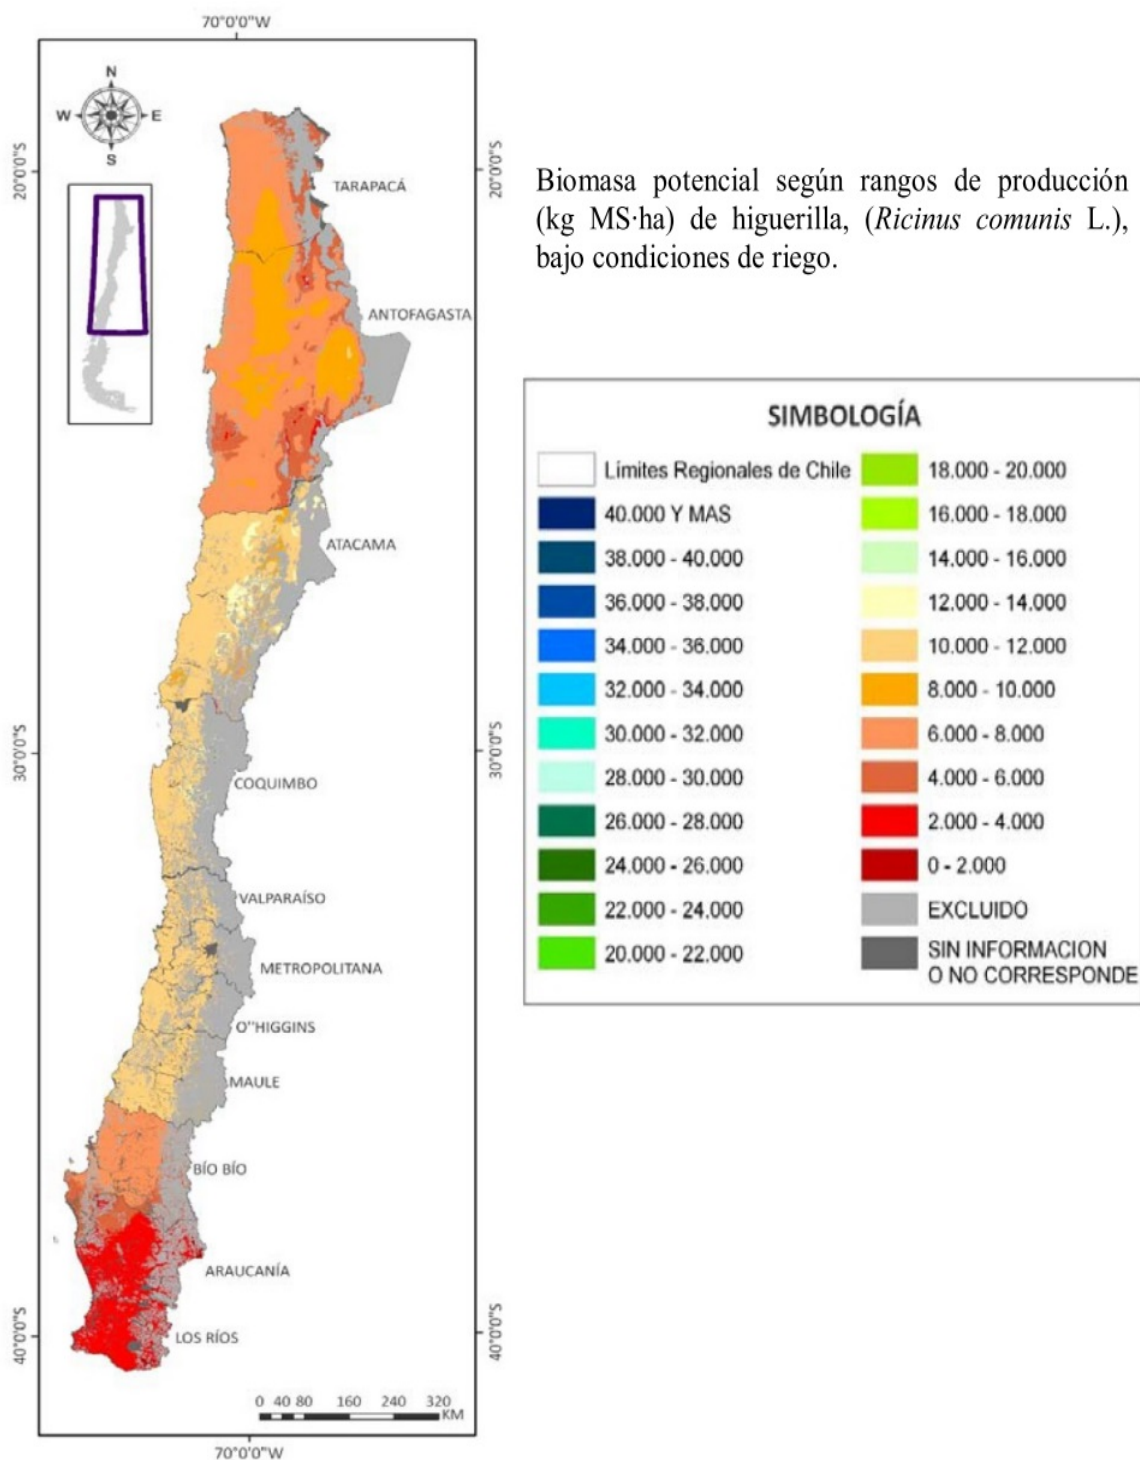 70°0'0"W
N
W E
S
20°0'0"S
20°0'0"S
TARAPACÁ
ANTOFAGASTA
ATACAMA
30°0'0"S
30°0'0"S
COQUIMBO
VALPARAÍSO
METROPOLITANA
O''HIGGINS
MAULE
BÍO BÍO
ARAUCANÍA
40°0'0"S
40°0'0"S
LOS RÍOS
0 40 80 160 240 320
KM
70°0'0"W
Biomasa potencial según rangos de producción
(kg MS·ha) de higuerilla, (Ricinus comunis L.),
bajo condiciones de riego.
SIMBOLOGÍA
Límites Regionales de Chile
40.000 Y MAS
38.000 - 40.000
36.000 - 38.000
34.000 - 36.000
32.000 - 34.000
30.000 - 32.000
28.000 - 30.000
26.000 - 28.000
24.000 - 26.000
22.000 - 24.000
20.000 - 22.000
18.000 - 20.000
16.000 - 18.000
14.000 - 16.000
12.000 - 14.000
10.000 - 12.000
8.000 - 10.000
6.000 - 8.000
4.000 - 6.000
2.000 - 4.000
0 - 2.000
EXCLUIDO
SIN INFORMACION
O NO CORRESPONDE